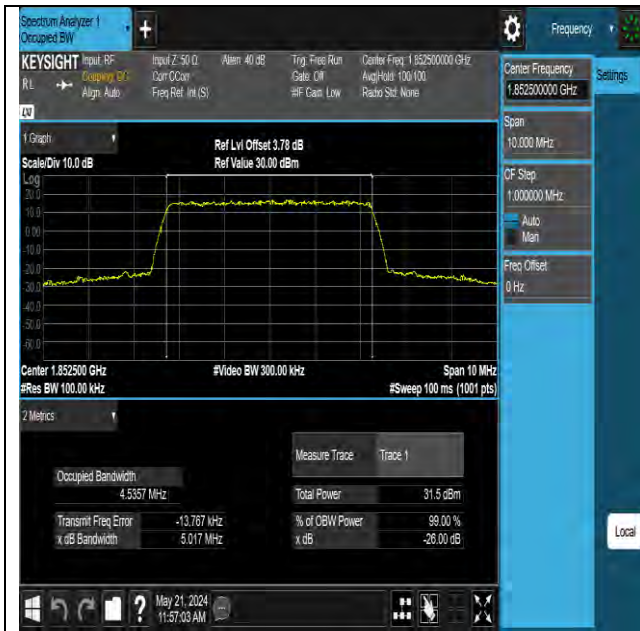 Spectrum Analyzer 1
Occupied BW
+
Frequency
KEYSIGHT Input: RF Input Z: 50 Ω Atten: 40 dB Trig: Free Run Center Freq: 1.852500000 GHz
RL Coupling: DC Corr CCorr Gate: Off Avg|Hold: 100/100
Align: Auto Freq Ref: Int (S) #IF Gain: Low Radio Std: None
LXI
1 Graph
Ref Lvl Offset 3.78 dB
Scale/Div 10.0 dB Ref Value 30.00 dBm
Log
20.0
10.0
0.00
-10.0
-20.0
-30.0
-40.0
-50.0
-60.0
Center 1.852500 GHz #Video BW 300.00 kHz Span 10 MHz
#Res BW 100.00 kHz #Sweep 100 ms (1001 pts)
2 Metrics
Measure Trace Trace 1
Occupied Bandwidth
4.5357 MHz
Total Power 31.5 dBm
Transmit Freq Error -13.767 kHz % of OBW Power 99.00 %
x dB Bandwidth 5.017 MHz x dB -26.00 dB
?
May 21, 2024
11:57:03 AM
Center Frequency
1.852500000 GHz
Settings
Span
10.000 MHz
CF Step
1.000000 MHz
Auto
Man
Freq Offset
0 Hz
Local